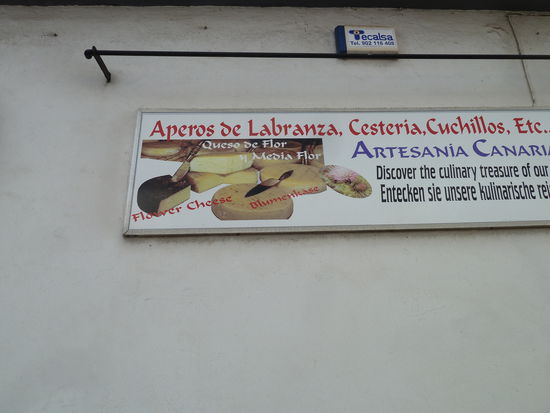 Tecalsa
Tel. 902 116 408
Aperos de Labranza, Cestería, Cuchillos, Etc..
Queso de Flor
y Media Flor
Artesanía Canaria
Discover the culinary treasure of our
Entecken sie unsere kulinarische rei
Flower Cheese
Blumenkäse